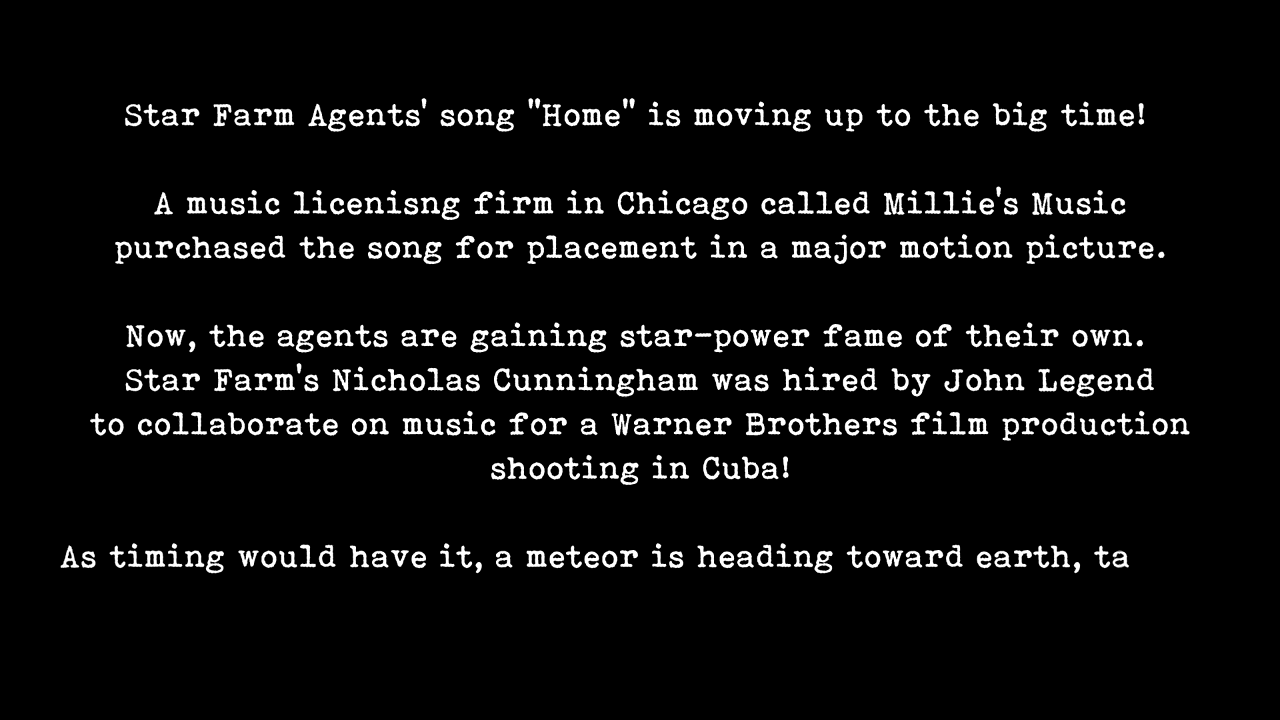 Star Farm Agents' song "Home" is moving up to the big time!
A music licenisng firm in Chicago called Millie's Music
purchased the song for placement in a major motion picture.
Now, the agents are gaining star-power fame of their own.
Star Farm's Nicholas Cunningham was hired by John Legend
to collaborate on music for a Warner Brothers film production
shooting in Cuba!
As timing would have it, a meteor is heading toward earth, ta